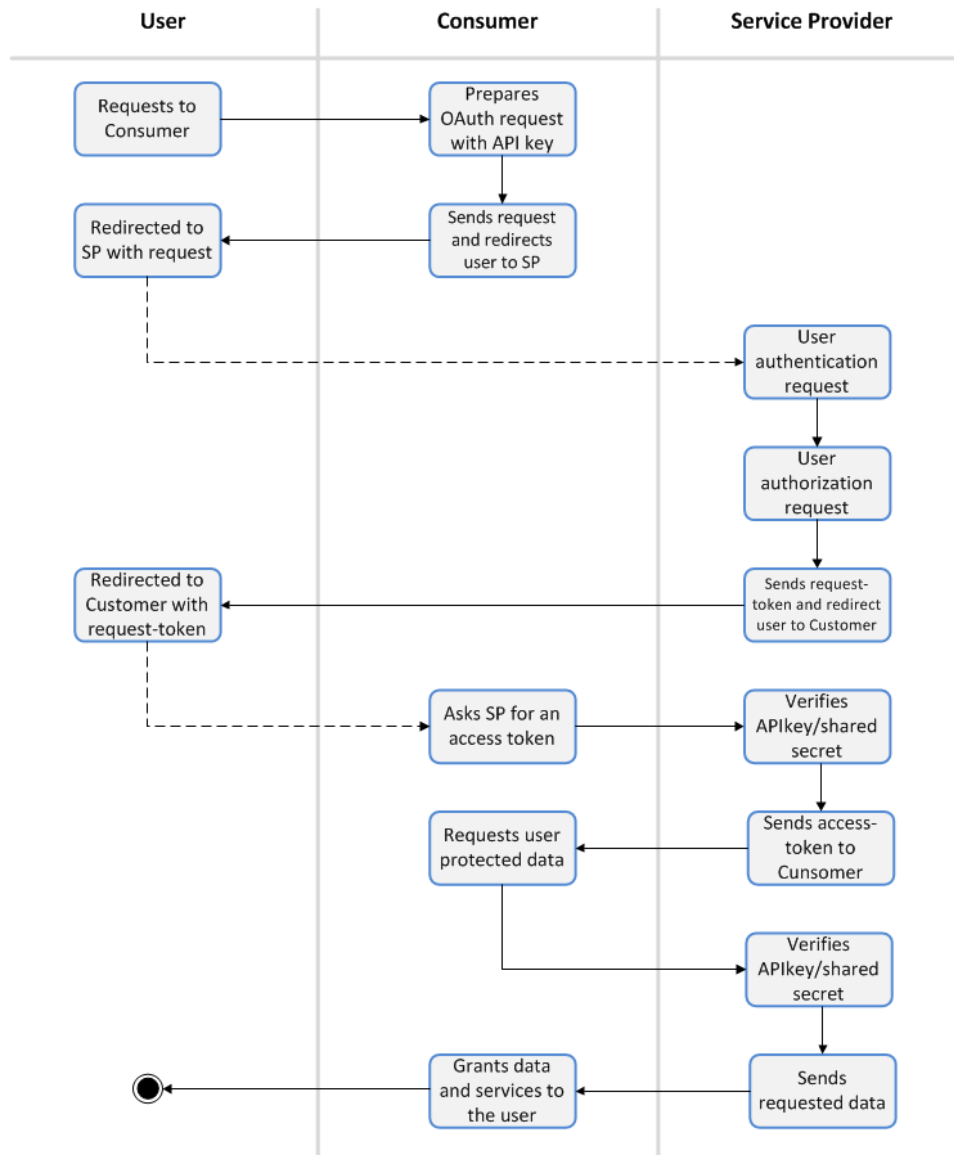 User
Consumer
Service Provider
Requests to
Consumer
Prepares
OAuth request
with API key
Redirected to
SP with request
Sends request
and redirects
user to SP
User
authentication
request
User
authorization
request
Redirected to
Customer with
request-token
Sends request-
token and redirect
user to Customer
Asks SP for an
access token
Verifies
APIkey/shared
secret
Requests user
protected data
Sends access-
token to
Cunsomer
Verifies
APIkey/shared
secret
Grants data
and services to
the user
Sends
requested data